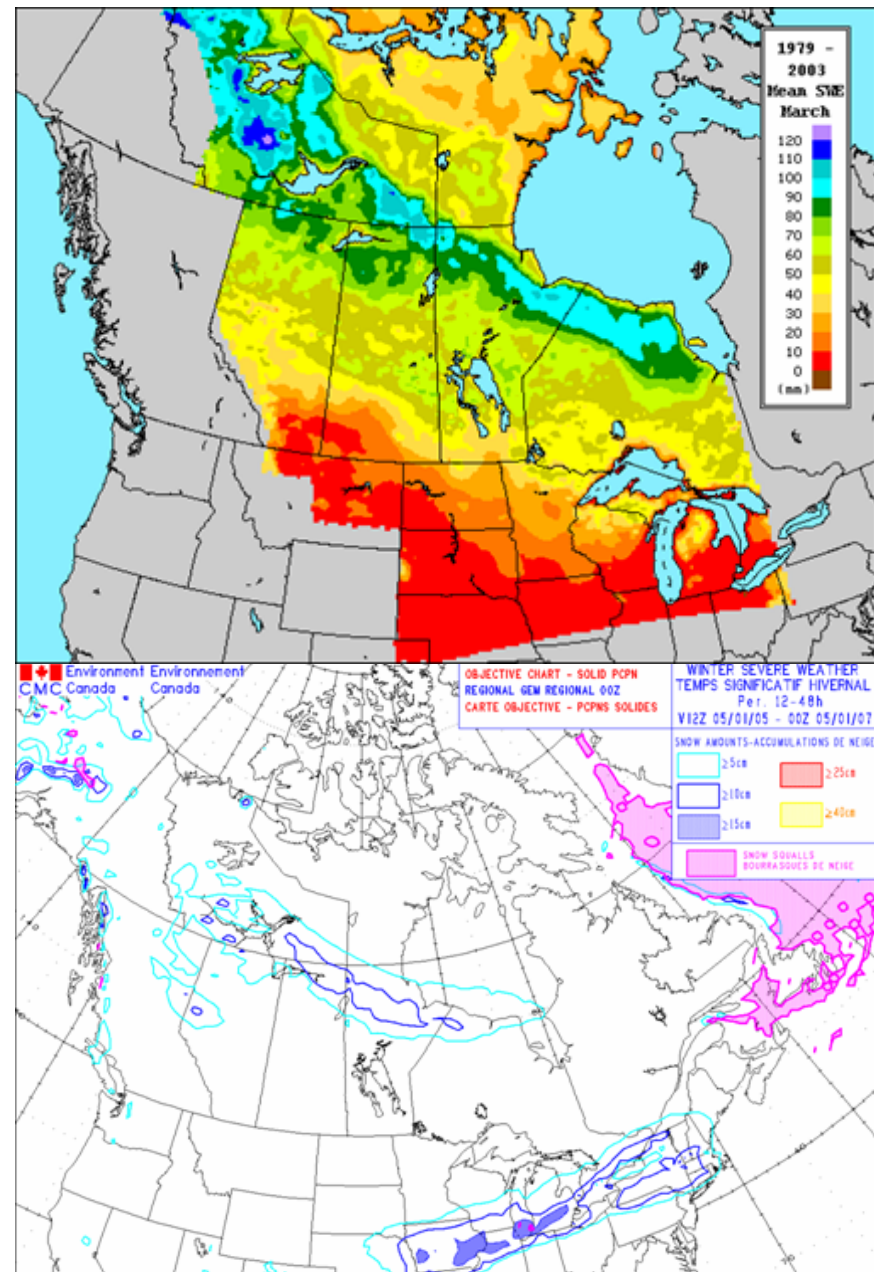 1979 -
2003
Mean SWE
March
120
110
100
90
80
70
60
50
40
30
20
10
0
(mm)
CMC
Environment Environnement
Canada Canada
OBJECTIVE CHART - SOLID PCPN
REGIONAL GEM REGIONAL 00Z
CARTE OBJECTIVE - PCPNS SOLIDES
WINTER SEVERE WEATHER
TEMPS SIGNIFICATIF HIVERNAL
Per. 12-48h
V12Z 05/01/05 - 00Z 05/01/07
SNOW AMOUNTS-ACCUMULATIONS DE NEIGE
≥5cm
≥25cm
≥10cm
≥40cm
≥15cm
SNOW SQUALLS
BOURRASQUES DE NEIGE